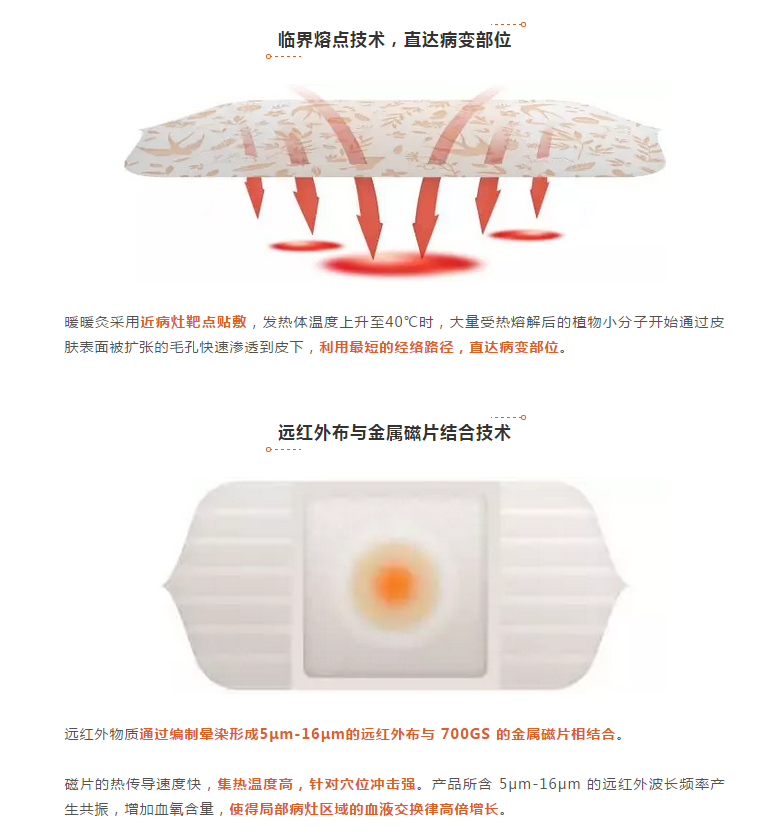 临界熔点技术，直达病变部位
暖暖灸采用近病灶靶点贴敷，发热体温度上升至40℃时，大量受热熔解后的植物小分子开始通过皮
肤表面被扩张的毛孔快速渗透到皮下，利用最短的经络路径，直达病变部位。
远红外布与金属磁片结合技术
远红外物质通过编制晕染形成5μm-16μm的远红外布与 700GS 的金属磁片相结合。
磁片的热传导速度快，集热温度高，针对穴位冲击强。产品所含 5μm-16μm 的远红外波长频率产
生共振，增加血氧含量，使得局部病灶区域的血液交换律高倍增长。